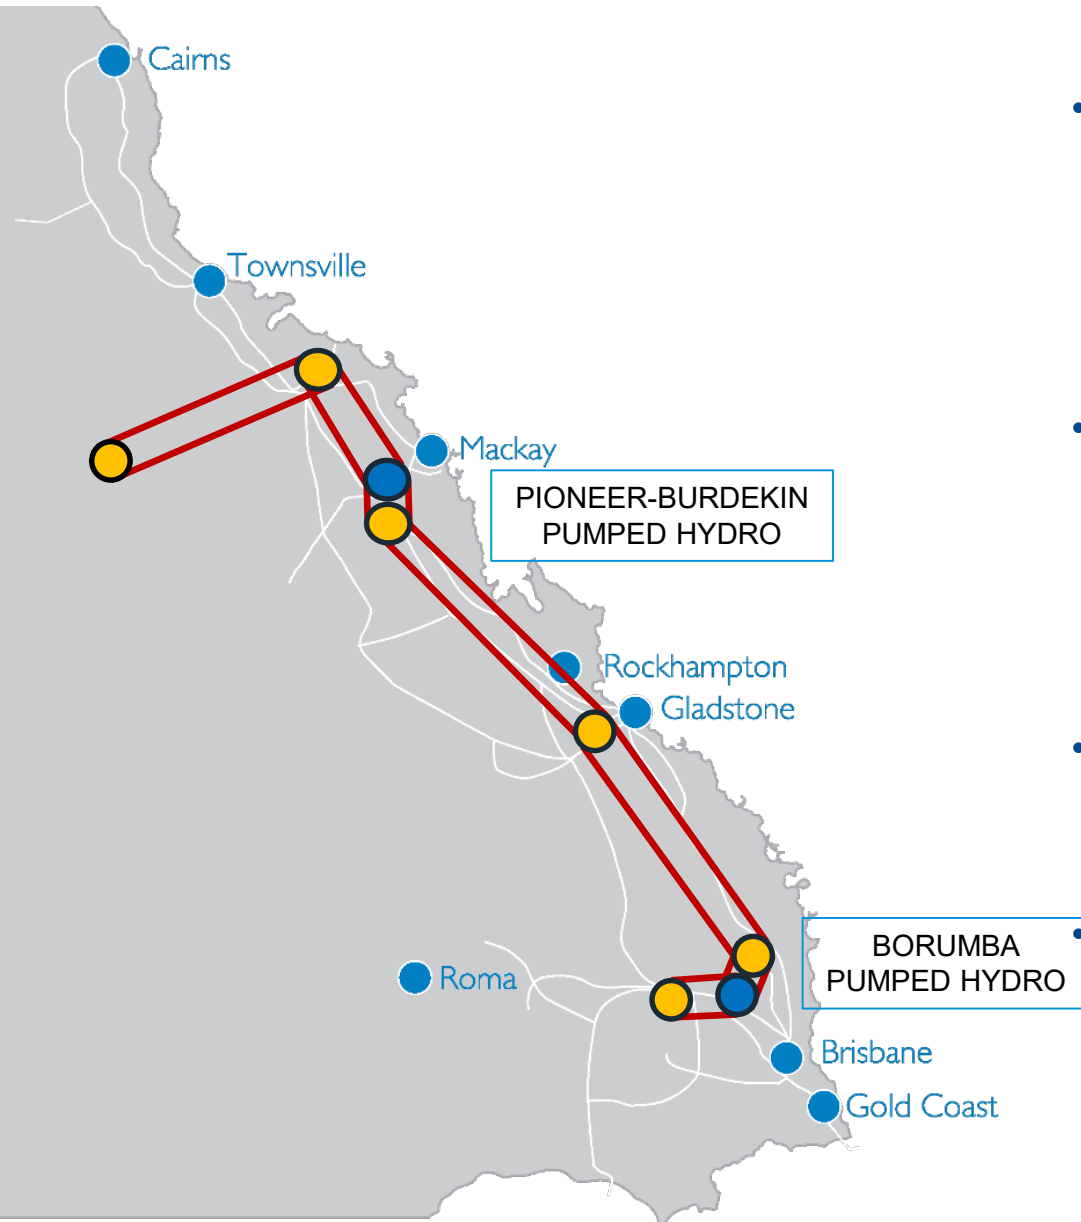 Cairns
Townsville
Mackay
PIONEER-BURDEKIN
PUMPED HYDRO
Rockhampton
Gladstone
BORUMBA
PUMPED HYDRO
Roma
Brisbane
Gold Coast